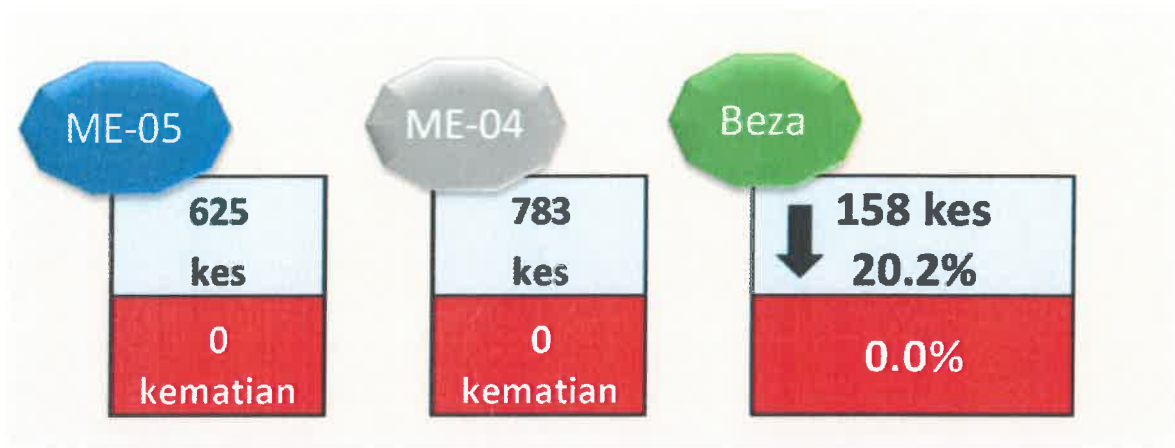 ME-05
ME-04
Beza
625
kes
783
kes
158 kes
20.2%
0
kematian
0
kematian
0.0%